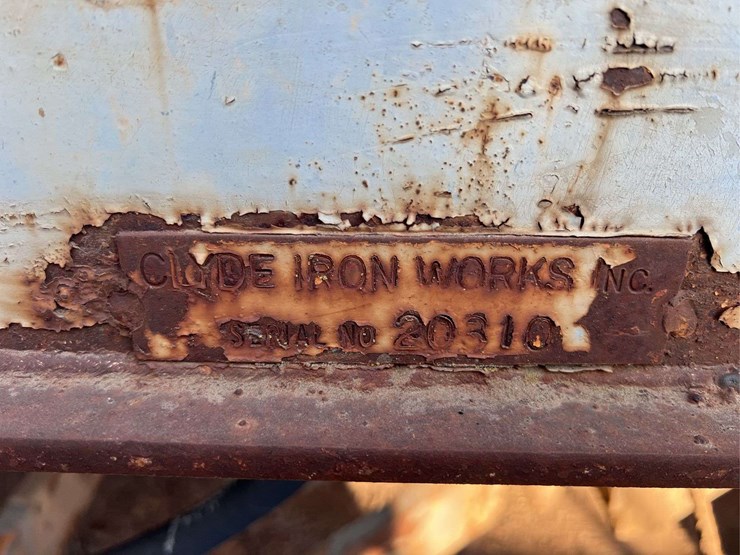 CLYDE IRON WORKS INC.
SERIAL NO 20310